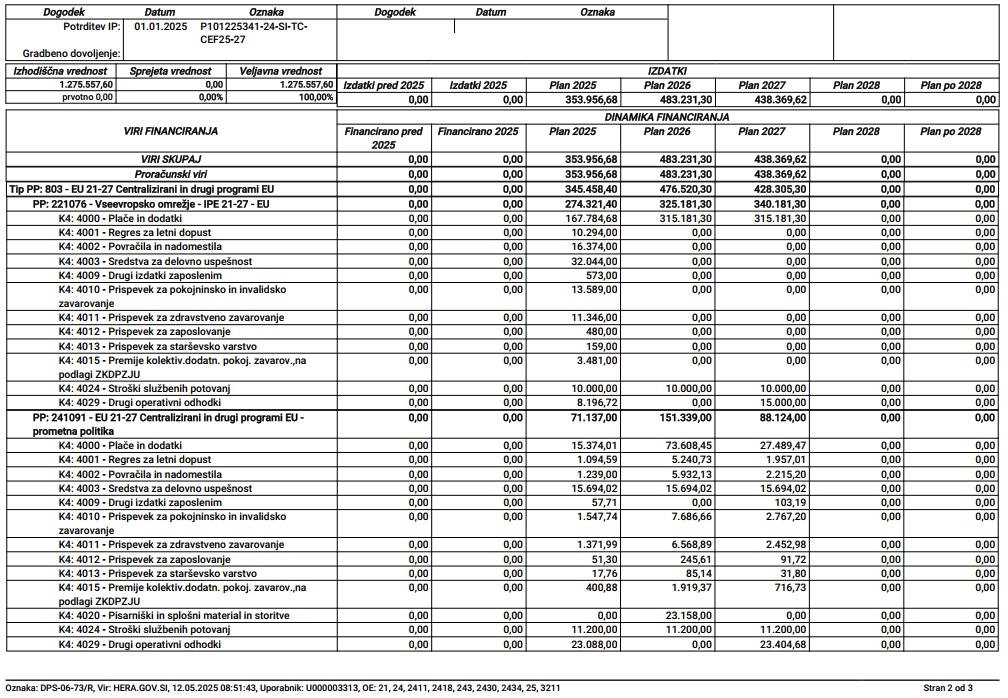 Dogodek Datum Oznaka Dogodek Datum Oznaka
Potrditev IP: 01.01.2025 P101225341-24-SI-TC-
CEF25-27
Gradbeno dovoljenje:
Izhodiščna vrednost Sprejeta vrednost Veljavna vrednost IZDATKI
1.275.557,60 0,00 1.275.557,60 Izdatki pred 2025 Izdatki 2025 Plan 2025 Plan 2026 Plan 2027 Plan 2028 Plan po 2028
prvotno 0,00 0,00% 100,00% 0,00 0,00 353.956,68 483.231,30 438.369,62 0,00 0,00
VIRI FINANCIRANJA DINAMIKA FINANCIRANJA
Financirano pred Financirano 2025 Plan 2025 Plan 2026 Plan 2027 Plan 2028 Plan po 2028
2025
VIRI SKUPAJ 0,00 0,00 353.956,68 483.231,30 438.369,62 0,00 0,00
Proračunski viri 0,00 0,00 353.956,68 483.231,30 438.369,62 0,00 0,00
Tip PP: 803 - EU 21-27 Centralizirani in drugi programi EU 0,00 0,00 345.458,40 476.520,30 428.305,30 0,00 0,00
PP: 221076 - Vseevropsko omrežje - IPE 21-27 - EU 0,00 0,00 274.321,40 325.181,30 340.181,30 0,00 0,00
K4: 4000 - Plače in dodatki 0,00 0,00 167.784,68 315.181,30 315.181,30 0,00 0,00
K4: 4001 - Regres za letni dopust 0,00 0,00 10.294,00 0,00 0,00 0,00 0,00
K4: 4002 - Povračila in nadomestila 0,00 0,00 16.374,00 0,00 0,00 0,00 0,00
K4: 4003 - Sredstva za delovno uspešnost 0,00 0,00 32.044,00 0,00 0,00 0,00 0,00
K4: 4009 - Drugi izdatki zaposlenim 0,00 0,00 573,00 0,00 0,00 0,00 0,00
K4: 4010 - Prispevek za pokojninsko in invalidsko 0,00 0,00 13.589,00 0,00 0,00 0,00 0,00
zavarovanje
K4: 4011 - Prispevek za zdravstveno zavarovanje 0,00 0,00 11.346,00 0,00 0,00 0,00 0,00
K4: 4012 - Prispevek za zaposlovanje 0,00 0,00 480,00 0,00 0,00 0,00 0,00
K4: 4013 - Prispevek za starševsko varstvo 0,00 0,00 159,00 0,00 0,00 0,00 0,00
K4: 4015 - Premije kolektiv.dodatn. pokoj. zavarov.,na 0,00 0,00 3.481,00 0,00 0,00 0,00 0,00
podlagi ZKDPZJU
K4: 4024 - Stroški službenih potovanj 0,00 0,00 10.000,00 10.000,00 10.000,00 0,00 0,00
K4: 4029 - Drugi operativni odhodki 0,00 0,00 8.196,72 0,00 15.000,00 0,00 0,00
PP: 241091 - EU 21-27 Centralizirani in drugi programi EU - 0,00 0,00 71.137,00 151.339,00 88.124,00 0,00 0,00
prometna politika
K4: 4000 - Plače in dodatki 0,00 0,00 15.374,01 73.608,45 27.489,47 0,00 0,00
K4: 4001 - Regres za letni dopust 0,00 0,00 1.094,59 5.240,73 1.957,01 0,00 0,00
K4: 4002 - Povračila in nadomestila 0,00 0,00 1.239,00 5.932,13 2.215,20 0,00 0,00
K4: 4003 - Sredstva za delovno uspešnost 0,00 0,00 15.694,02 15.694,02 15.694,02 0,00 0,00
K4: 4009 - Drugi izdatki zaposlenim 0,00 0,00 57,71 0,00 103,19 0,00 0,00
K4: 4010 - Prispevek za pokojninsko in invalidsko 0,00 0,00 1.547,74 7.686,66 2.767,20 0,00 0,00
zavarovanje
K4: 4011 - Prispevek za zdravstveno zavarovanje 0,00 0,00 1.371,99 6.568,89 2.452,98 0,00 0,00
K4: 4012 - Prispevek za zaposlovanje 0,00 0,00 51,30 245,61 91,72 0,00 0,00
K4: 4013 - Prispevek za starševsko varstvo 0,00 0,00 17,76 85,14 31,80 0,00 0,00
K4: 4015 - Premije kolektiv.dodatn. pokoj. zavarov.,na 0,00 0,00 400,88 1.919,37 716,73 0,00 0,00
podlagi ZKDPZJU
K4: 4020 - Pisarniški in splošni material in storitve 0,00 0,00 0,00 23.158,00 0,00 0,00 0,00
K4: 4024 - Stroški službenih potovanj 0,00 0,00 11.200,00 11.200,00 11.200,00 0,00 0,00
K4: 4029 - Drugi operativni odhodki 0,00 0,00 23.088,00 0,00 23.404,68 0,00 0,00
Oznaka: DPS-06-73/R, Vir: HERA.GOV.SI, 12.05.2025 08:51:43, Uporabnik: U000003313, OE: 21, 24, 2411, 2418, 243, 2430, 2434, 25, 3211 Stran 2 od 3